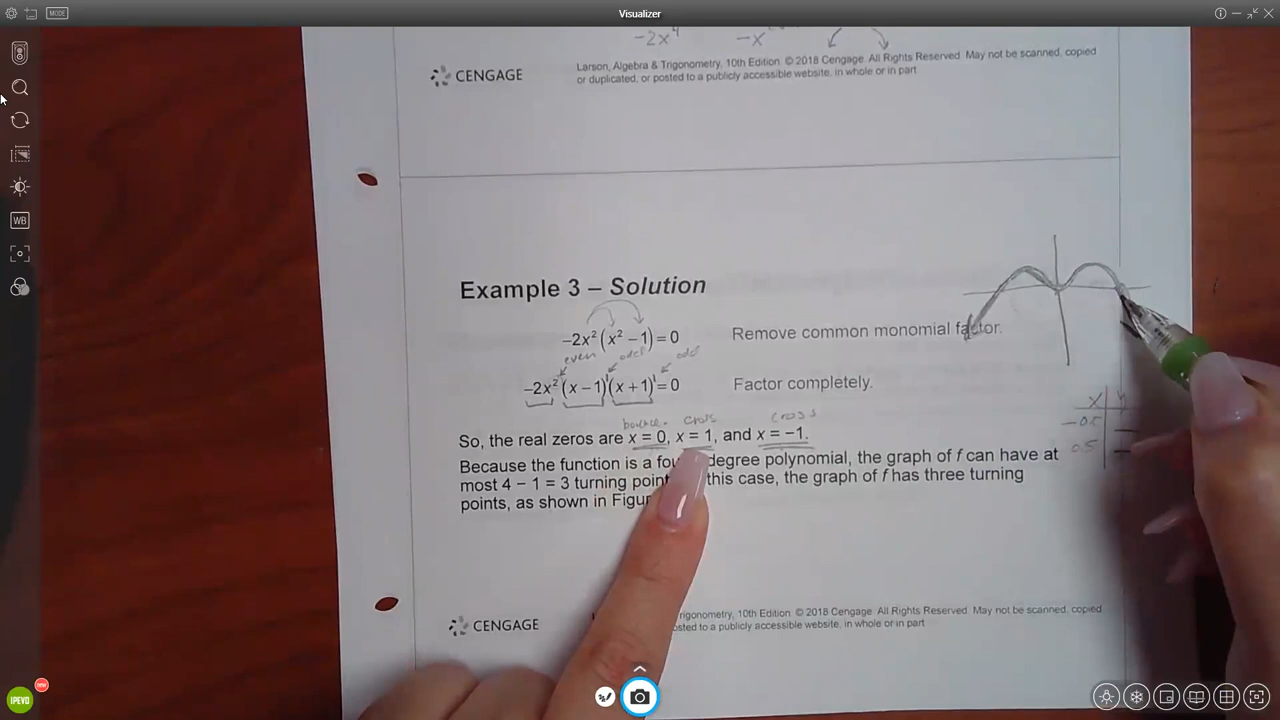 MODE
Visualizer
WB
-2x⁴ -x
CENGAGE
Larson, Algebra & Trigonometry, 10th Edition. © 2018 Cengage. All Rights Reserved. May not be scanned, copied
or duplicated, or posted to a publicly accessible website, in whole or in part
Example 3 – Solution
–2x² (x² – 1) = 0
Remove common monomial factor.
even odd odd
–2x² (x – 1)¹ (x + 1)¹ = 0
Factor completely.
bounce. cross cross
So, the real zeros are x = 0, x = 1, and x = –1.
Because the function is a degree polynomial, the graph of f can have at
most 4 – 1 = 3 turning this case, the graph of f has three turning
points, as shown in
x y
-0.5
0.5
CENGAGE
10th Edition. © 2018 Cengage. All Rights Reserved. May not be scanned, copied
to a publicly accessible website, in whole or in part
IPEVO
new